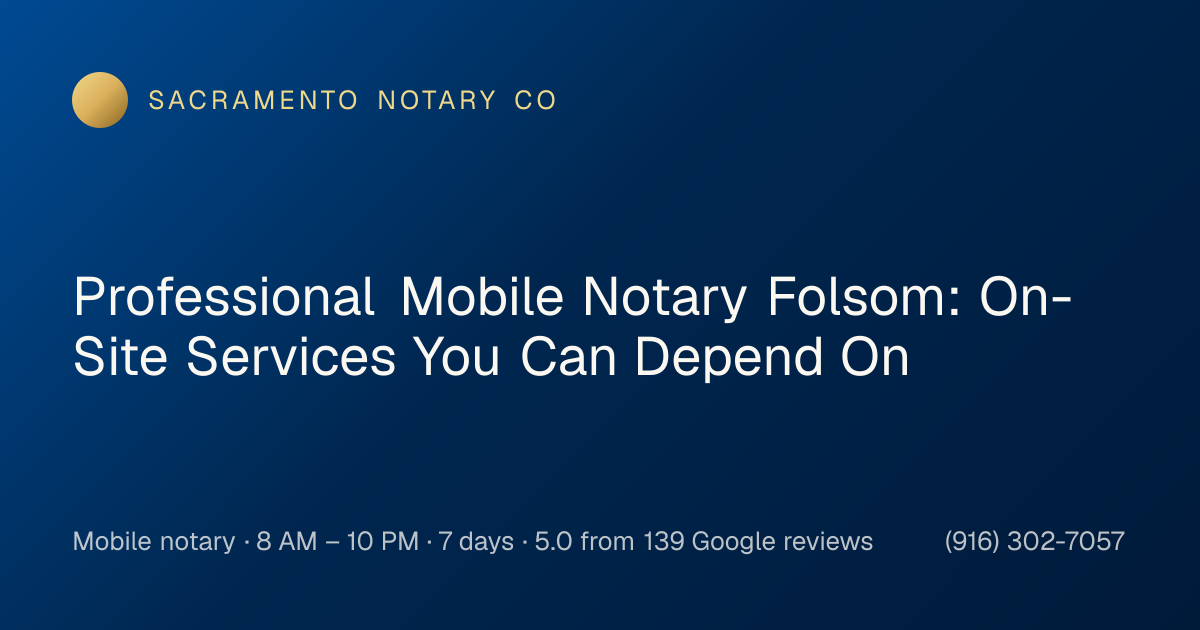 SACRAMENTO NOTARY CO
Professional Mobile Notary Folsom: On-
Site Services You Can Depend On
Mobile notary · 8 AM – 10 PM · 7 days · 5.0 from 139 Google reviews
(916) 302-7057